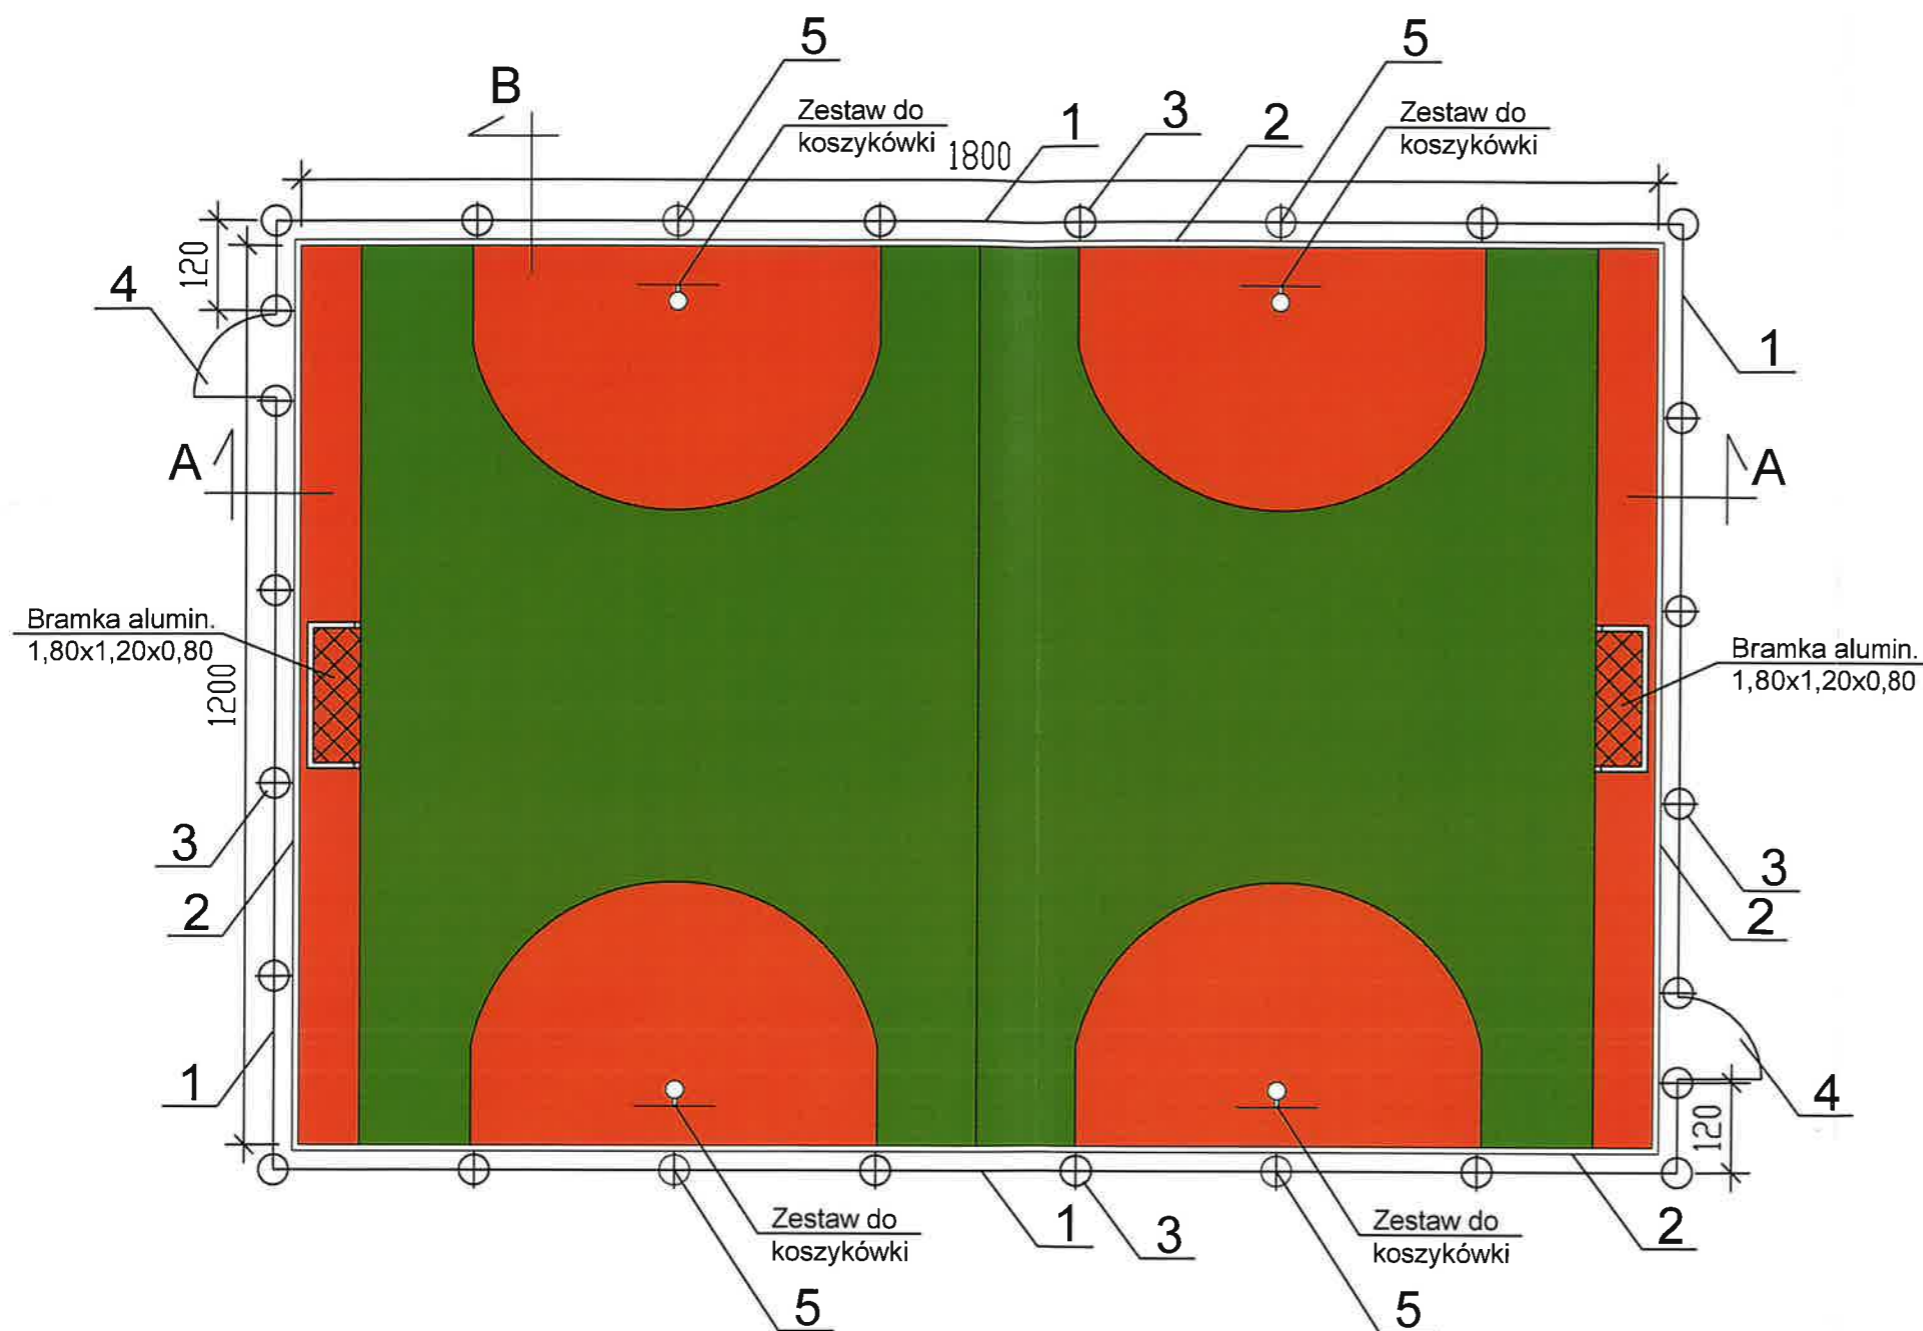 5
5
B
Zestaw do
koszykówki
3
1
2
Zestaw do
koszykówki
1800
120
4
1
A
A
Bramka alumin.
1,80x1,20x0,80
1200
Bramka alumin.
1,80x1,20x0,80
3
3
2
2
1
4
120
Zestaw do
koszykówki
1
3
Zestaw do
koszykówki
2
5
5